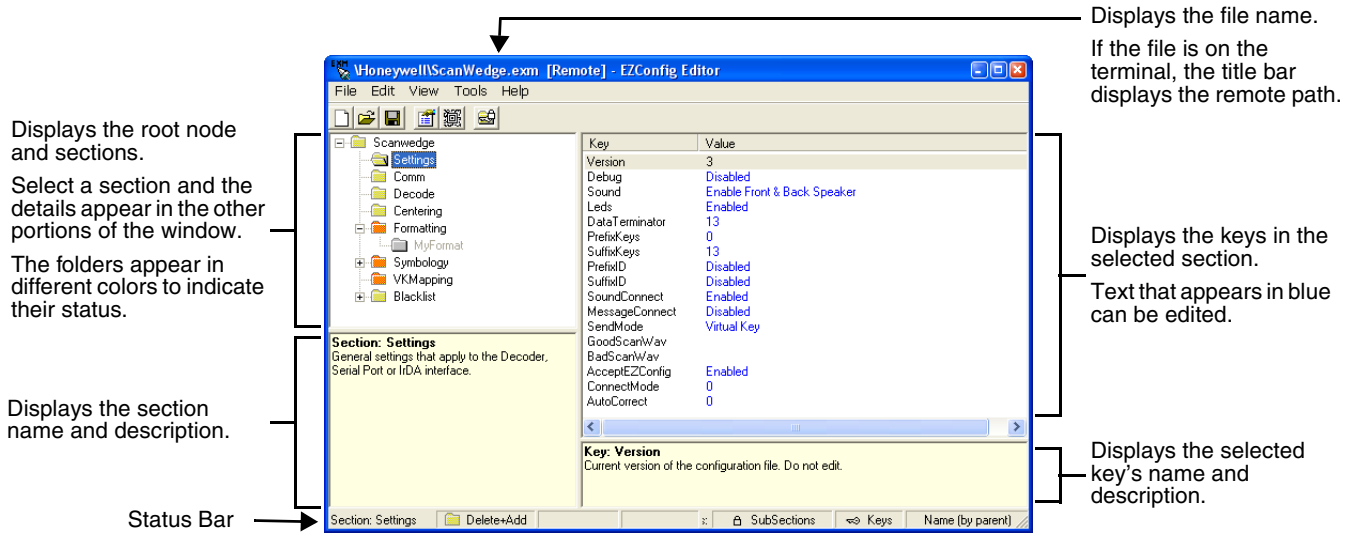 Displays the file name.
If the file is on the
terminal, the title bar
displays the remote path.
\Honeywell\ScanWedge.exm [Remote] - EZConfig Editor
File Edit View Tools Help
Displays the root node
and sections.
Select a section and the
details appear in the other
portions of the window.
The folders appear in
different colors to indicate
their status.
Scanwedge
Settings
Comm
Decode
Centering
Formatting
MyFormat
Symbology
VKMapping
Blacklist
Key Value
Version 3
Debug Disabled
Sound Enable Front & Back Speaker
Leds Enabled
DataTerminator 13
PrefixKeys 0
SuffixKeys 13
PrefixID Disabled
SuffixID Disabled
SoundConnect Enabled
MessageConnect Disabled
SendMode Virtual Key
GoodScanWav
BadScanWav
AcceptEZConfig Enabled
ConnectMode 0
AutoCorrect 0
Displays the keys in the
selected section.
Text that appears in blue
can be edited.
Section: Settings
General settings that apply to the Decoder,
Serial Port or IrDA interface.
Displays the section
name and description.
Key: Version
Current version of the configuration file. Do not edit.
Displays the selected
key's name and
description.
Status Bar
Section: Settings Delete+Add SubSections Keys Name (by parent)